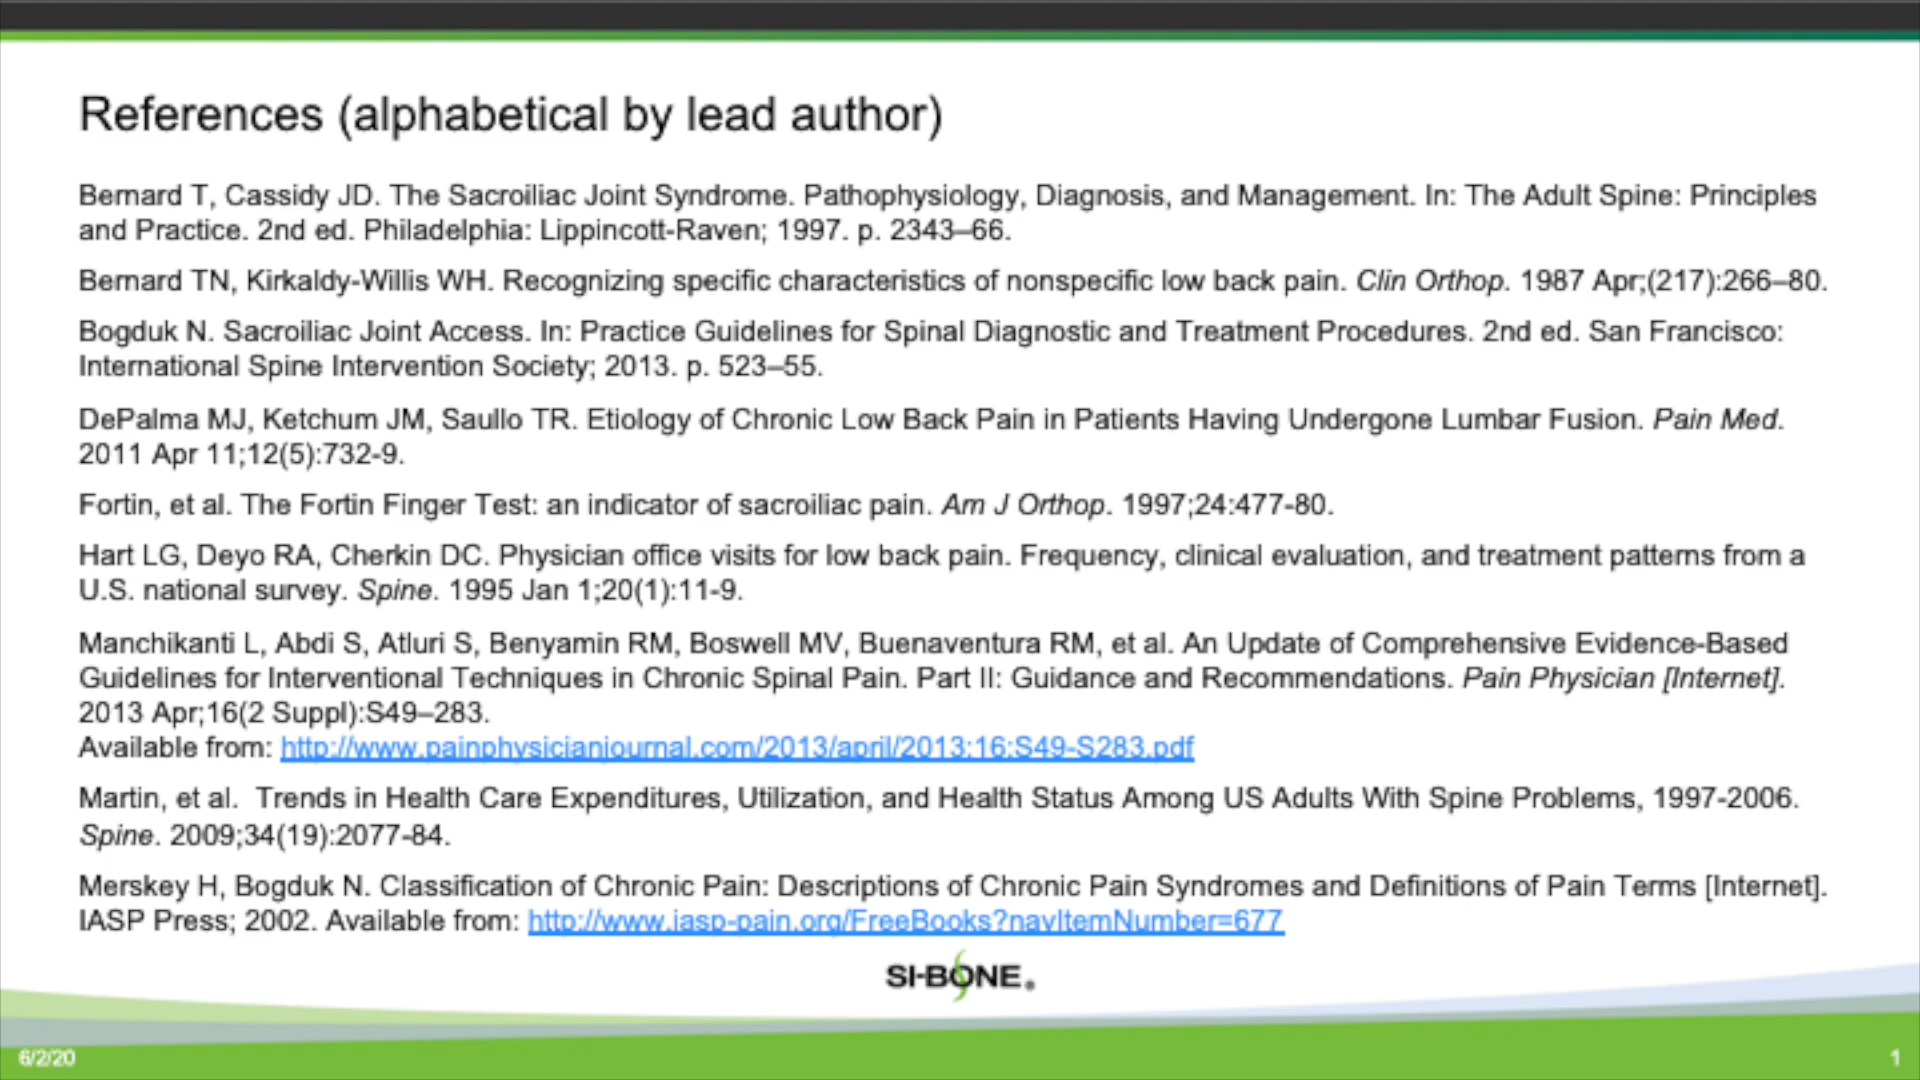 References (alphabetical by lead author)
Bernard T, Cassidy JD. The Sacroiliac Joint Syndrome. Pathophysiology, Diagnosis, and Management. In: The Adult Spine: Principles
and Practice. 2nd ed. Philadelphia: Lippincott-Raven; 1997. p. 2343–66.
Bernard TN, Kirkaldy-Willis WH. Recognizing specific characteristics of nonspecific low back pain. Clin Orthop. 1987 Apr;(217):266–80.
Bogduk N. Sacroiliac Joint Access. In: Practice Guidelines for Spinal Diagnostic and Treatment Procedures. 2nd ed. San Francisco:
International Spine Intervention Society; 2013. p. 523–55.
DePalma MJ, Ketchum JM, Saullo TR. Etiology of Chronic Low Back Pain in Patients Having Undergone Lumbar Fusion. Pain Med.
2011 Apr 11;12(5):732-9.
Fortin, et al. The Fortin Finger Test: an indicator of sacroiliac pain. Am J Orthop. 1997;24:477-80.
Hart LG, Deyo RA, Cherkin DC. Physician office visits for low back pain. Frequency, clinical evaluation, and treatment patterns from a
U.S. national survey. Spine. 1995 Jan 1;20(1):11-9.
Manchikanti L, Abdi S, Atluri S, Benyamin RM, Boswell MV, Buenaventura RM, et al. An Update of Comprehensive Evidence-Based
Guidelines for Interventional Techniques in Chronic Spinal Pain. Part II: Guidance and Recommendations. Pain Physician [Internet].
2013 Apr;16(2 Suppl):S49–283.
Available from: http://www.painphysicianjournal.com/2013/april/2013;16;S49-S283.pdf
Martin, et al.  Trends in Health Care Expenditures, Utilization, and Health Status Among US Adults With Spine Problems, 1997-2006.
Spine. 2009;34(19):2077-84.
Merskey H, Bogduk N. Classification of Chronic Pain: Descriptions of Chronic Pain Syndromes and Definitions of Pain Terms [Internet].
IASP Press; 2002. Available from: http://www.iasp-pain.org/FreeBooks?navItemNumber=677
SI-BONE®
6/2/20
1